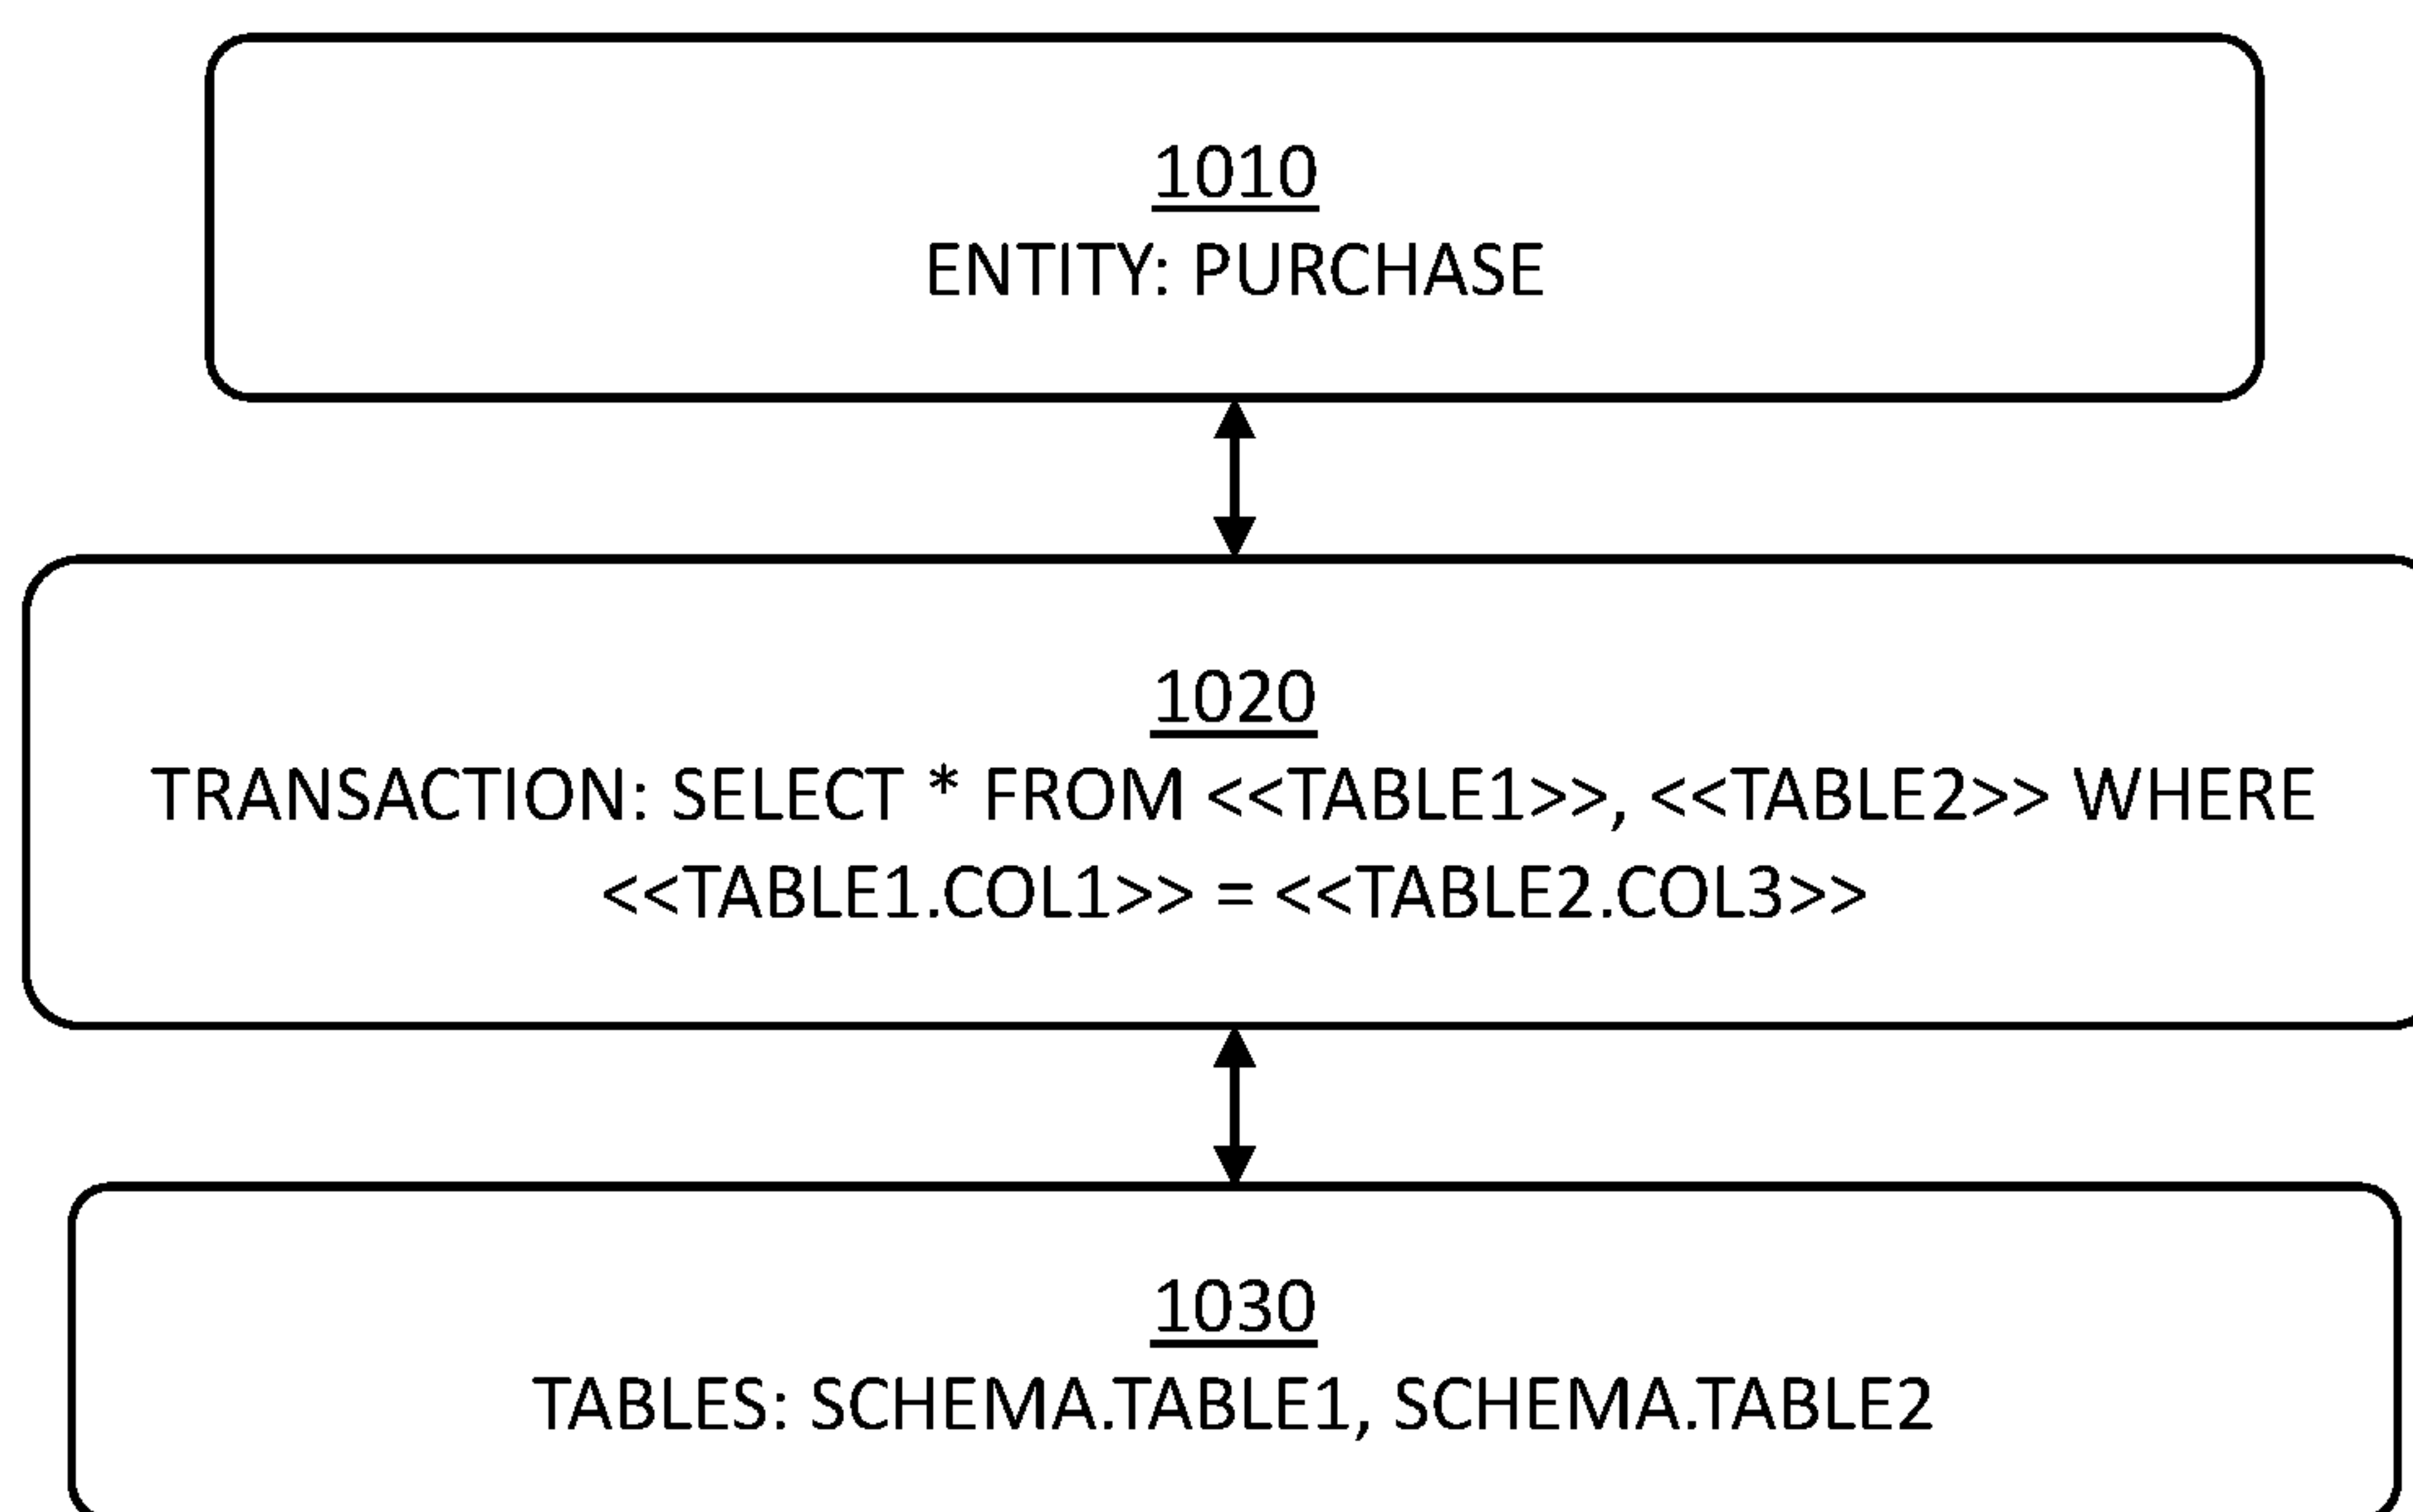 1010
ENTITY: PURCHASE
1020
TRANSACTION: SELECT * FROM <<TABLE1>>, <<TABLE2>> WHERE
<<TABLE1.COL1>> = <<TABLE2.COL3>>
1030
TABLES: SCHEMA.TABLE1, SCHEMA.TABLE2